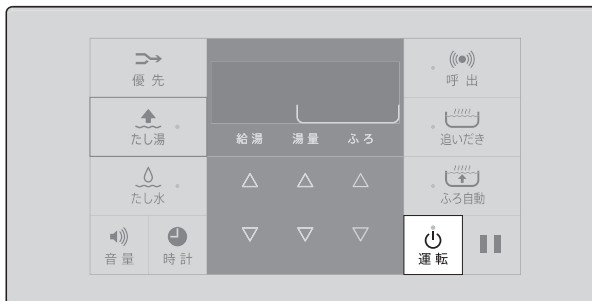 優先
呼出
たし湯
給湯 湯量 ふろ
追いだき
たし水
ふろ自動
音量
時計
運転